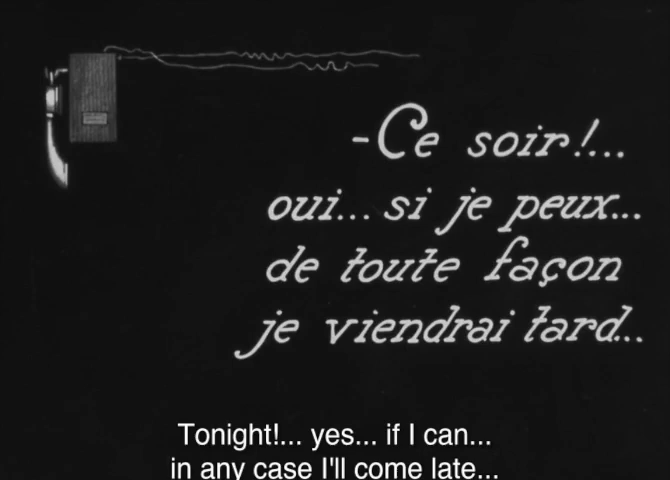 -Ce soir!...
oui... si je peux...
de toute façon
je viendrai tard...
Tonight!... yes... if I can...
in any case I'll come late...